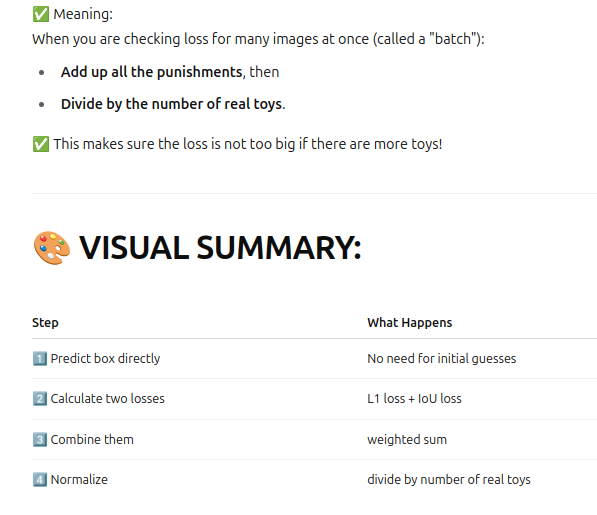 ✅ Meaning:
When you are checking loss for many images at once (called a "batch"):
• Add up all the punishments, then
• Divide by the number of real toys.
✅ This makes sure the loss is not too big if there are more toys!
🎨 VISUAL SUMMARY:
Step What Happens
1️⃣ Predict box directly No need for initial guesses
2️⃣ Calculate two losses L1 loss + IoU loss
3️⃣ Combine them weighted sum
4️⃣ Normalize divide by number of real toys